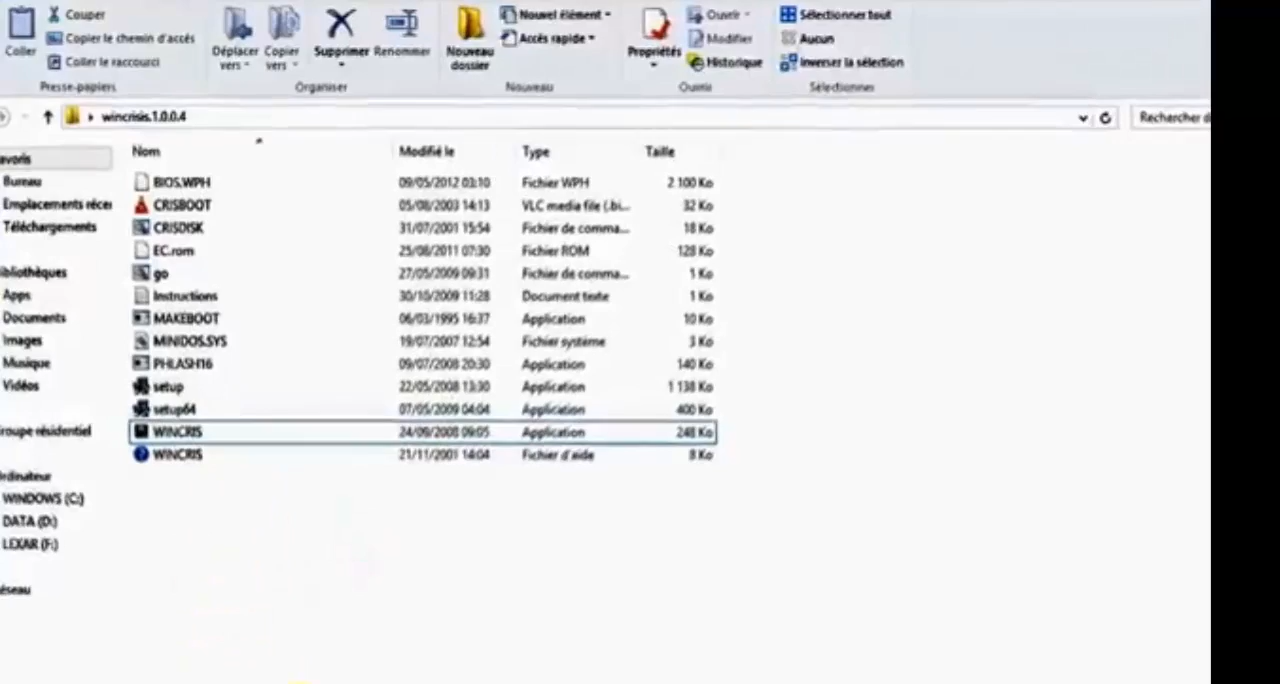 Coller
Couper
Copier le chemin d'accès
Coller le raccourci
Déplacer vers
Copier vers
Supprimer
Renommer
Nouveau dossier
Nouvel élément
Accès rapide
Propriétés
Ouvrir
Modifier
Historique
Sélectionner tout
Aucun
Inverser la sélection
Presse-papiers
Organiser
Nouveau
Ouvrir
Sélectionner
wincrisis.1.0.0.4
Rechercher d
Nom Modifié le Type Taille
BIOS.WPH 09/05/2012 03:10 Fichier WPH 2 100 Ko
CRISBOOT 05/08/2003 14:13 VLC media file (.bi... 32 Ko
CRISDISK 31/07/2001 15:54 Fichier de comma... 18 Ko
EC.rom 25/08/2011 07:30 Fichier ROM 128 Ko
go 27/05/2009 09:31 Fichier de comma... 1 Ko
Instructions 30/10/2009 11:28 Document texte 1 Ko
MAKEBOOT 06/03/1995 16:37 Application 10 Ko
MINIDOS.SYS 19/07/2007 12:54 Fichier système 3 Ko
PHLASH16 09/07/2008 20:30 Application 140 Ko
setup 22/05/2008 13:30 Application 1 138 Ko
setup64 07/05/2009 04:04 Application 400 Ko
WINCRIS 24/09/2008 09:05 Application 248 Ko
WINCRIS 21/11/2001 14:04 Fichier d'aide 8 Ko
avoris
Bureau
Emplacements réce
Téléchargements
ibliothèques
Apps
Documents
Images
Musique
Vidéos
roupe résidentiel
rdinateur
WINDOWS (C:)
DATA (D:)
LEXAR (F:)
éseau